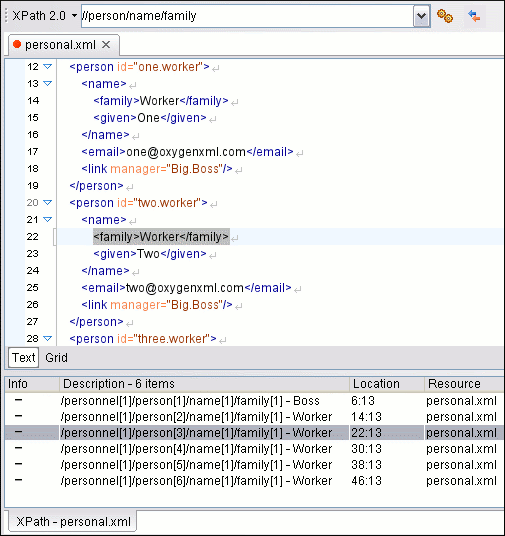 XPath 2.0 //person/name/family
personal.xml
12 <person id="one.worker">
13 <name>
14 <family>Worker</family>
15 <given>One</given>
16 </name>
17 <email>one@oxygenxml.com</email>
18 <link manager="Big.Boss"/>
19 </person>
20 <person id="two.worker">
21 <name>
22 <family>Worker</family>
23 <given>Two</given>
24 </name>
25 <email>two@oxygenxml.com</email>
26 <link manager="Big.Boss"/>
27 </person>
28 <person id="three.worker">
Text Grid
Info Description - 6 items Location Resource
/personnel[1]/person[1]/name[1]/family[1] - Boss 6:13 personal.xml
/personnel[1]/person[2]/name[1]/family[1] - Worker 14:13 personal.xml
/personnel[1]/person[3]/name[1]/family[1] - Worker 22:13 personal.xml
/personnel[1]/person[4]/name[1]/family[1] - Worker 30:13 personal.xml
/personnel[1]/person[5]/name[1]/family[1] - Worker 38:13 personal.xml
/personnel[1]/person[6]/name[1]/family[1] - Worker 46:13 personal.xml
XPath - personal.xml